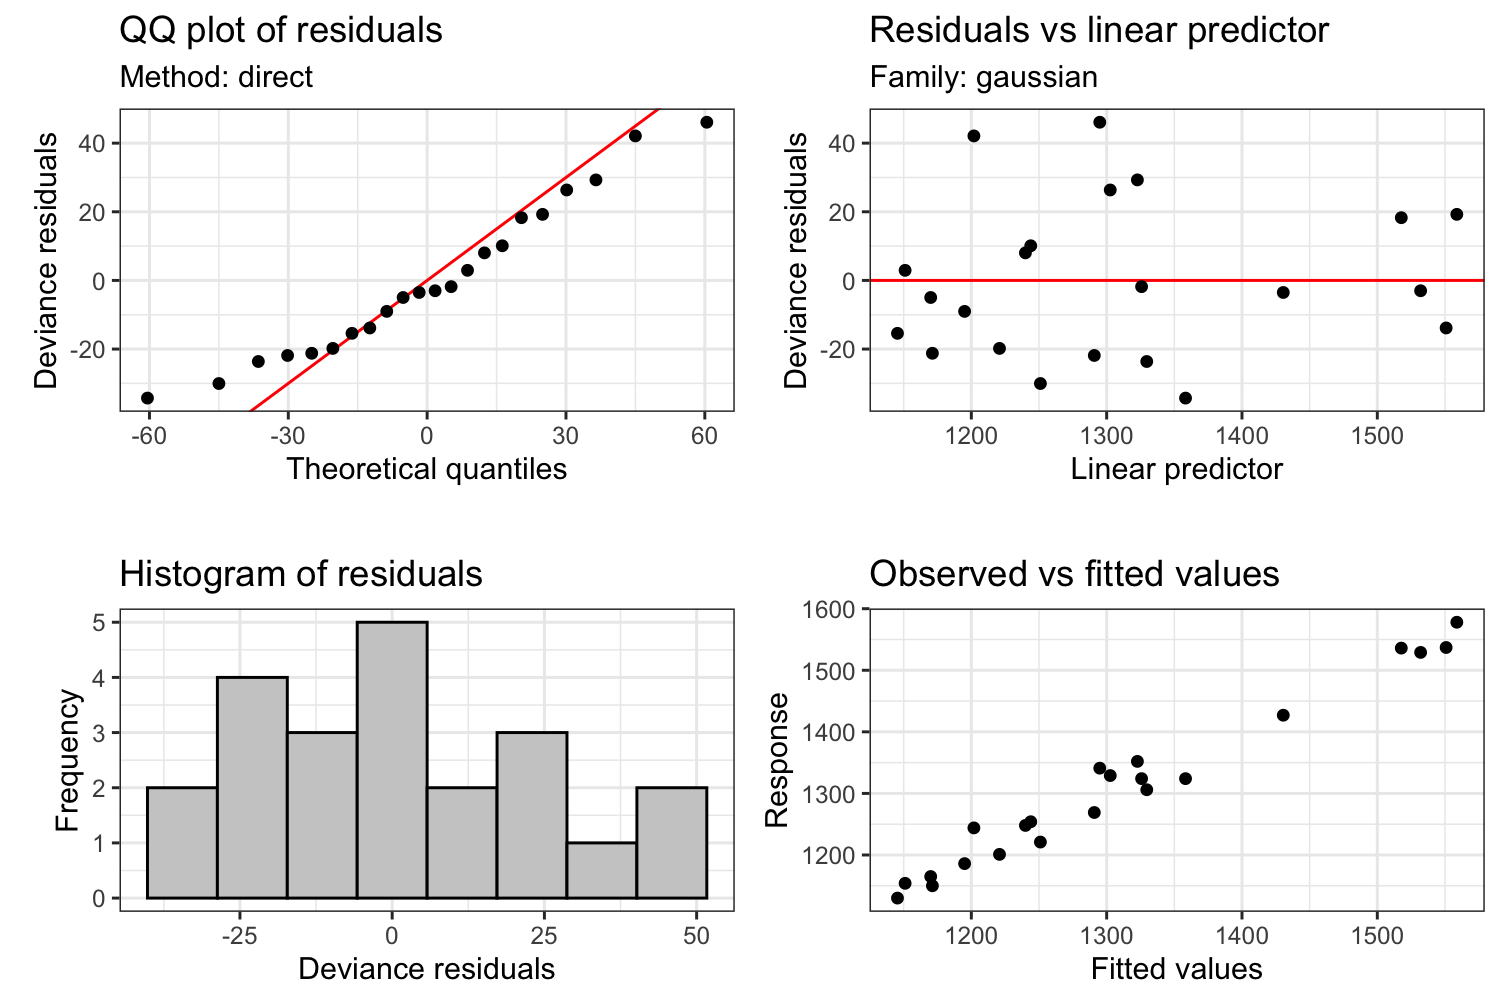 QQ plot of residuals
Method: direct
Deviance residuals
40
20
0
-20
-60
-30
0
30
60
Theoretical quantiles
Residuals vs linear predictor
Family: gaussian
Deviance residuals
40
20
0
-20
1200
1300
1400
1500
Linear predictor
Histogram of residuals
Frequency
5
4
3
2
1
0
-25
0
25
50
Deviance residuals
Observed vs fitted values
Response
1600
1500
1400
1300
1200
1200
1300
1400
1500
Fitted values